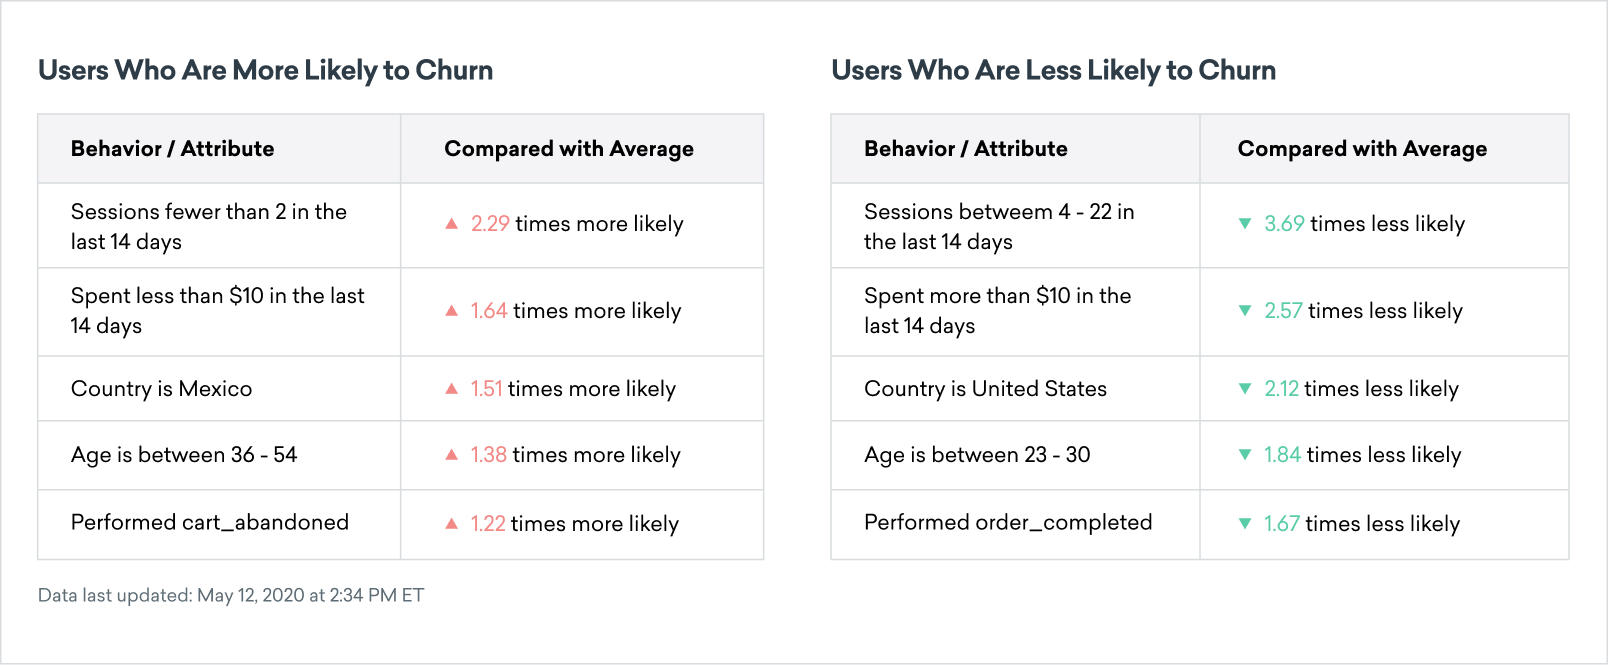 Users Who Are More Likely to Churn
Behavior / Attribute
Compared with Average
Sessions fewer than 2 in the
last 14 days
2.29 times more likely
Spent less than $10 in the last
14 days
1.64 times more likely
Country is Mexico
1.51 times more likely
Age is between 36 - 54
1.38 times more likely
Performed cart_abandoned
1.22 times more likely
Data last updated: May 12, 2020 at 2:34 PM ET
Users Who Are Less Likely to Churn
Behavior / Attribute
Compared with Average
Sessions betweem 4 - 22 in
the last 14 days
3.69 times less likely
Spent more than $10 in the
last 14 days
2.57 times less likely
Country is United States
2.12 times less likely
Age is between 23 - 30
1.84 times less likely
Performed order_completed
1.67 times less likely